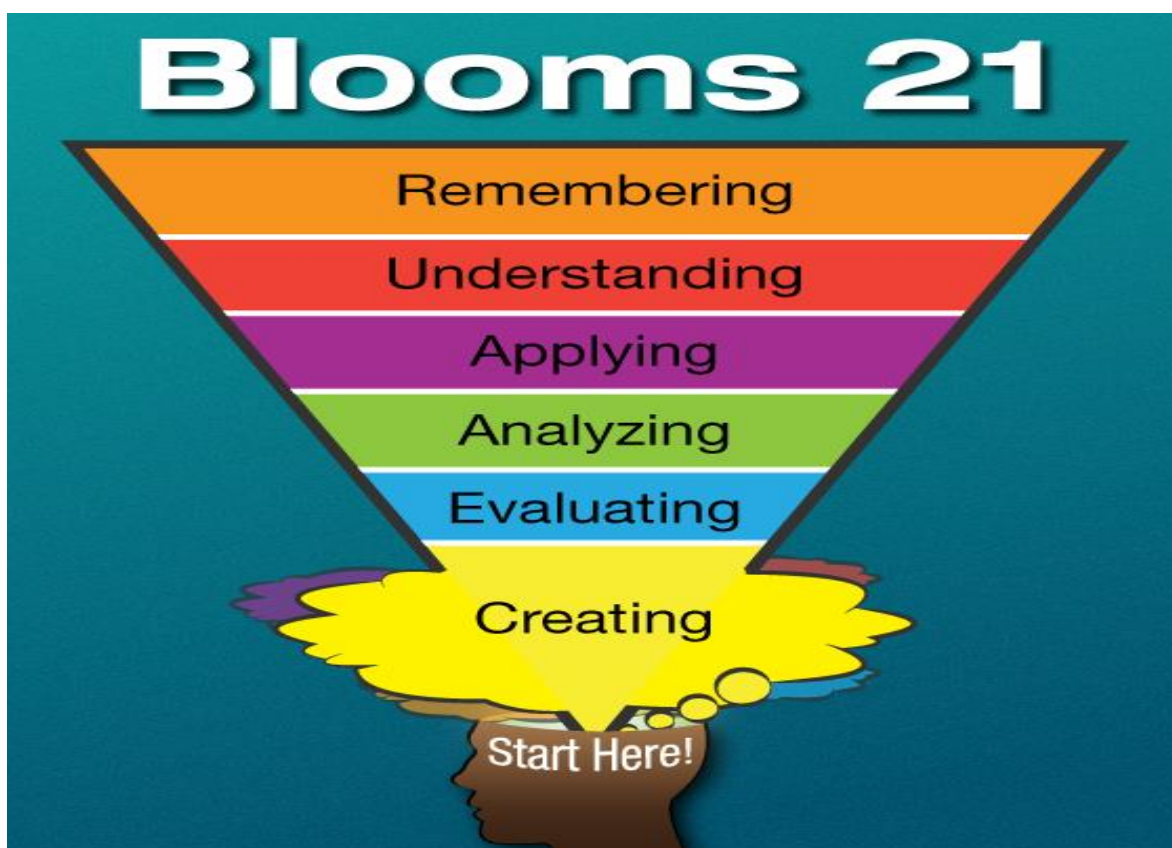 Blooms 21
Remembering
Understanding
Applying
Analyzing
Evaluating
Creating
Start Here!